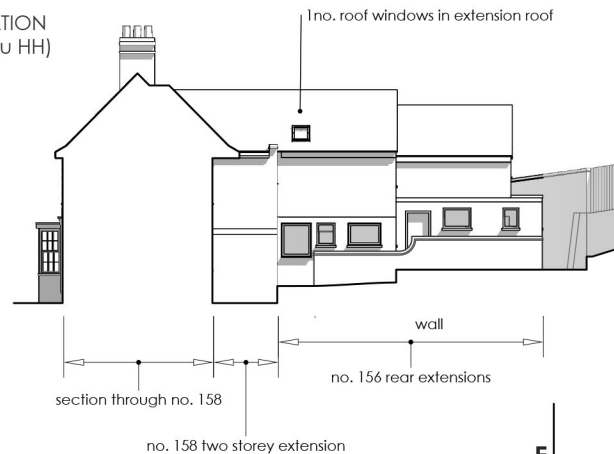 1no. roof windows in extension roof
TION
u HH)
wall
no. 156 rear extensions
section through no. 158
no. 158 two storey extension